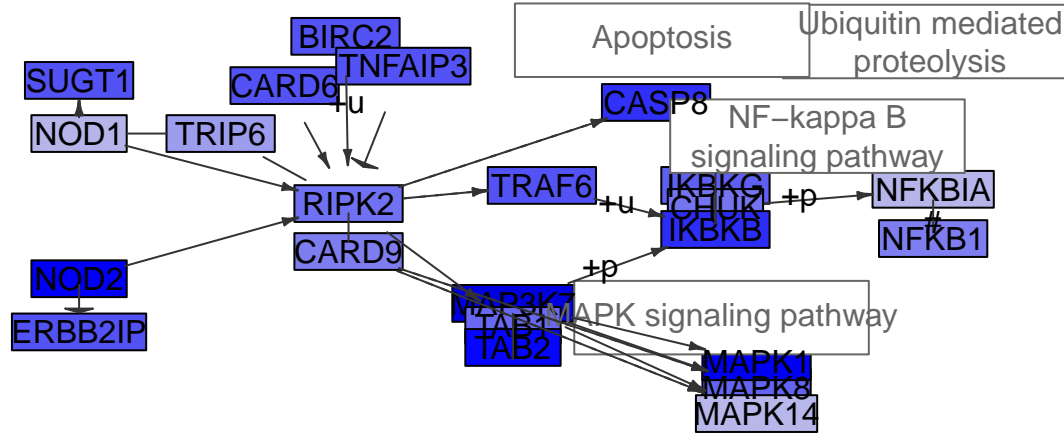 BIRC2
Apoptosis
Ubiquitin mediated
proteolysis
TNFAIP3
SUGT1
CARD6
+u
CASP8
NOD1
TRIP6
NF−kappa B
signaling pathway
RIPK2
TRAF6
+u
IKBKG
CHUK
IKBKB
+p
NFKBIA
#
NFKB1
CARD9
NOD2
+p
MAP3K7
TAB1
TAB2
MAPK signaling pathway
ERBB2IP
MAPK1
MAPK8
MAPK14